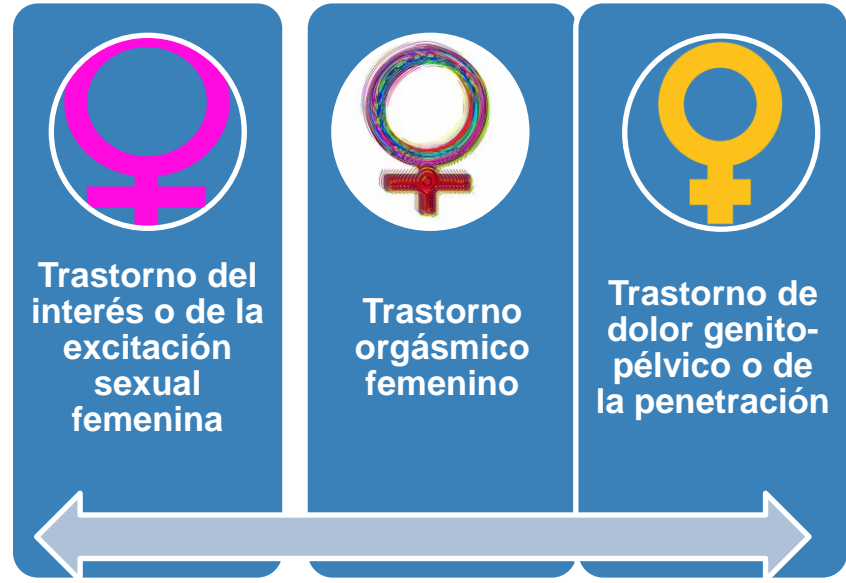 Trastorno del
interés o de la
excitación
sexual
femenina
Trastorno
orgásmico
femenino
Trastorno de
dolor genito-
pélvico o de
la penetración